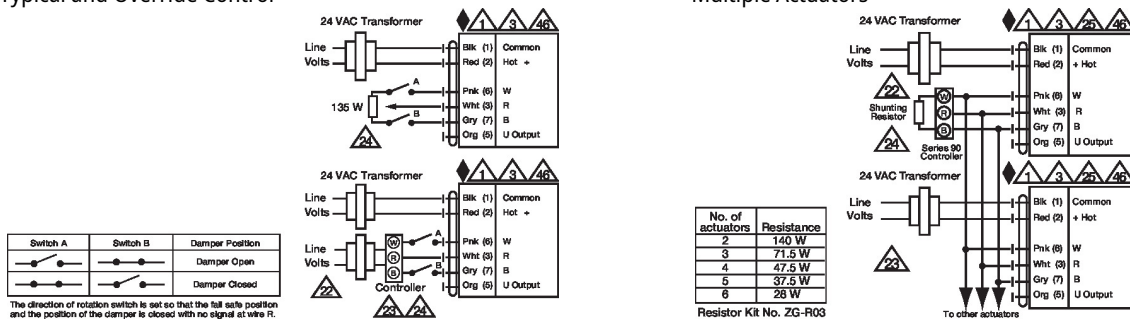 Typical and Override Control
24 VAC Transformer
1 3 46
Line
Volts
Blk (1) Common
Red (2) Hot +
A
Pnk (6) W
135 W
Wht (3) R
B
Gry (7) B
Org (5) U Output
24
24 VAC Transformer
1 3 46
Line
Volts
Blk (1) Common
Red (2) Hot +
A
Line
Volts
W
R
B
Pnk (6) W
Wht (3) R
B
Gry (7) B
Org (5) U Output
22
Controller
23 24
Switch A Switch B Damper Position
Damper Open
Damper Closed
The direction of rotation switch is set so that the fail safe position
and the position of the damper is closed with no signal at wire R.
Multiple Actuators
24 VAC Transformer
1 3 25 46
Line
Volts
Blk (1) Common
Red (2) + Hot
22
Shunting
Resistor
W
R
B
Pnk (6) W
Wht (3) R
Gry (7) B
Org (5) U Output
24
Series 90
Controller
24 VAC Transformer
1 3 25 46
Line
Volts
Blk (1) Common
Red (2) + Hot
Pnk (6) W
23
Wht (3) R
Gry (7) B
Org (5) U Output
To other actuators
No. of
actuators Resistance
2 140 W
3 71.5 W
4 47.5 W
5 37.5 W
6 28 W
Resistor Kit No. ZG-R03